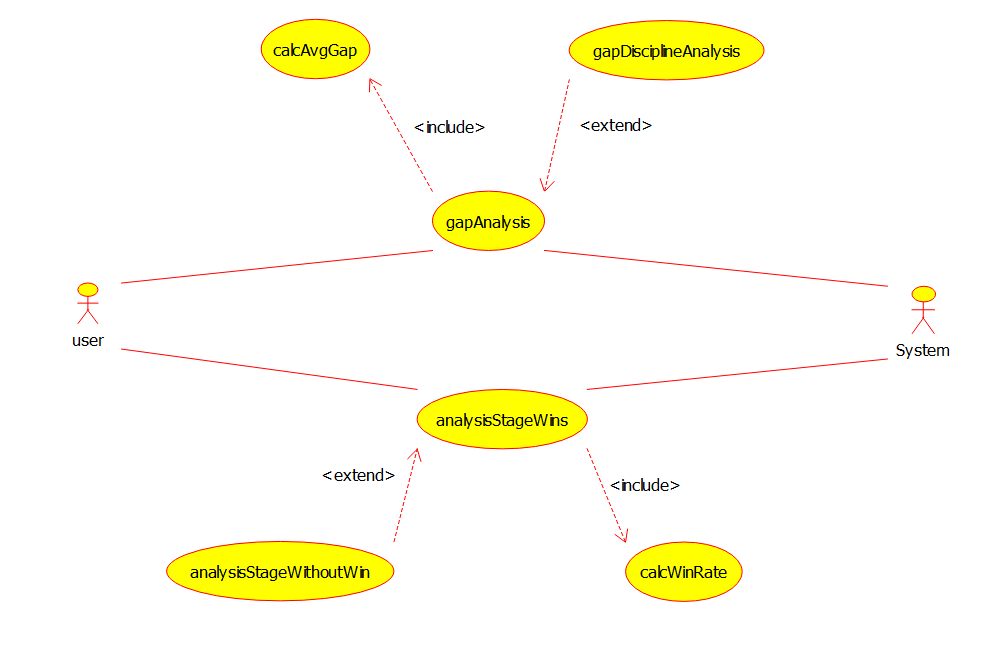 calcAvgGap
gapDisciplineAnalysis
<include>
<extend>
gapAnalysis
user
System
analysisStageWins
<extend>
<include>
analysisStageWithoutWin
calcWinRate